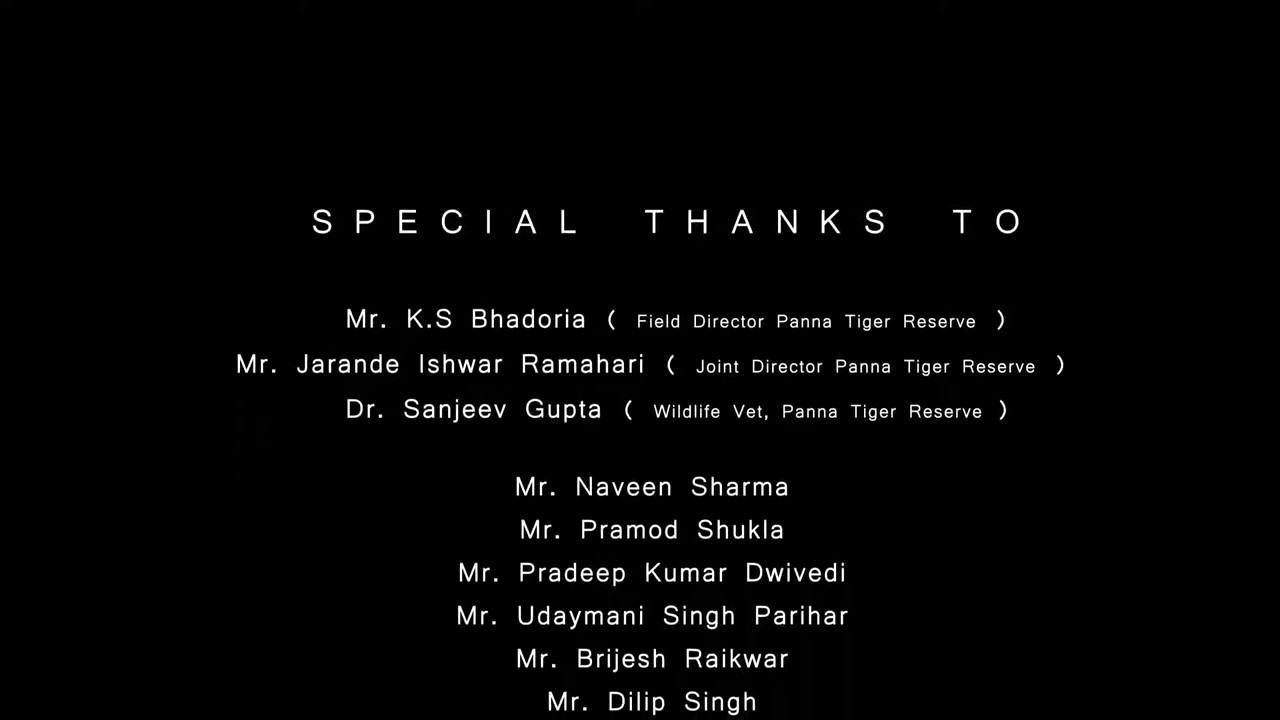 SPECIAL THANKS TO
Mr. K.S Bhadoria ( Field Director Panna Tiger Reserve )
Mr. Jarande Ishwar Ramahari ( Joint Director Panna Tiger Reserve )
Dr. Sanjeev Gupta ( Wildlife Vet, Panna Tiger Reserve )
Mr. Naveen Sharma
Mr. Pramod Shukla
Mr. Pradeep Kumar Dwivedi
Mr. Udaymani Singh Parihar
Mr. Brijesh Raikwar
Mr. Dilip Singh